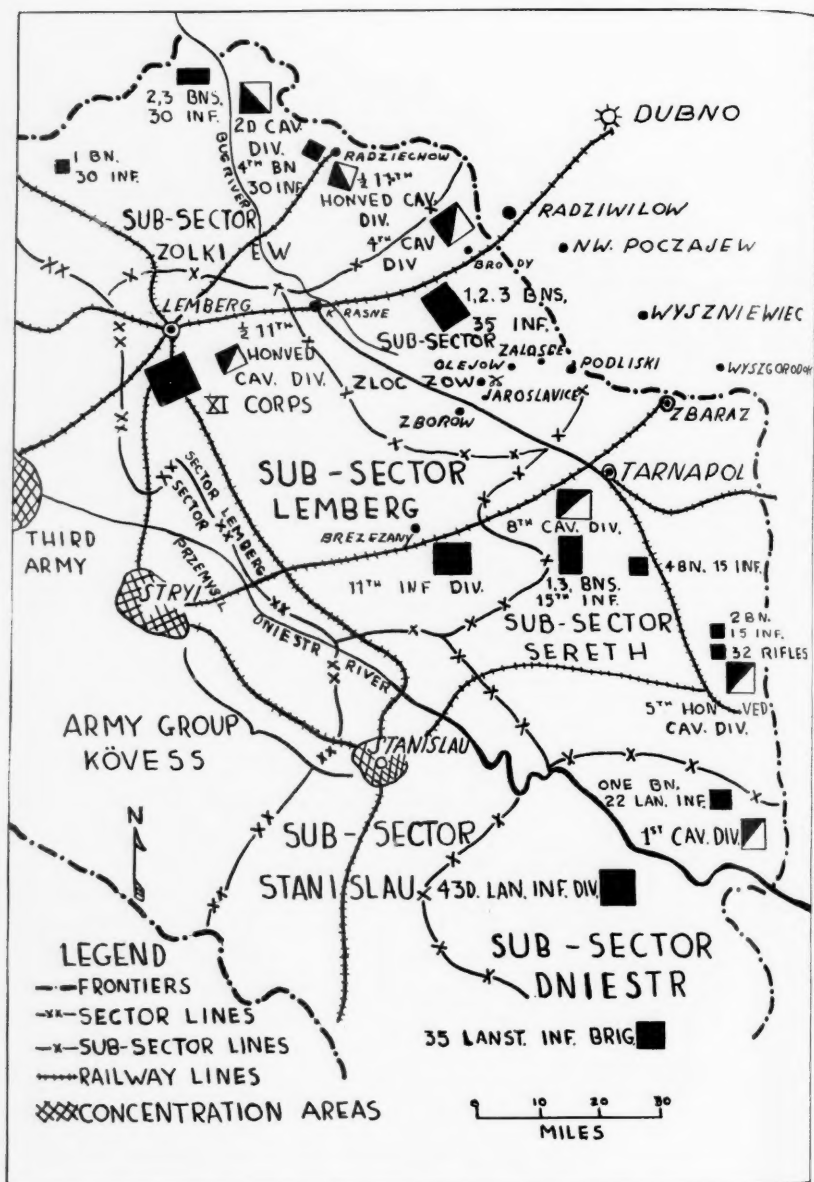 2,3 BNS.
30 INF.
2D CAV.
DIV.
BUG RIVER
1 BN.
30 INF.
4TH BN
30 INF.
RADZIECHOW
½ 17TH
HONVED CAV.
DIV.
DUBNO
SUB-SECTOR
ZOLKIEW
4TH CAV
DIV
RADZIWILOW
BRODY
NW. POCZAJEW
1,2.3 BNS,
35 INF.
LEMBERG
KRASNE
SUB-SECTOR
ZLOCZOW
WYSZNIEWIEC
½ 11TH
HONVED
CAV. DIV.
XI CORPS
OLEJOW
ZALOSCE
PODLISKI
WYSZGORODOK
JAROSLAVICE
ZBOROW
ZBARAZ
SUB-SECTOR
LEMBERG
TARNAPOL
SECTOR LEMBERG
SECTOR PRZEMYSL
THIRD
ARMY
BREZEZANY
8TH CAV. DIV.
11TH INF DIV.
1,3, BNS.
15TH INF.
4 BN. 15 INF.
STRYI
DNIESTR RIVER
SUB-SECTOR
SERETH
2 BN.
15 INF.
32 RIFLES
5TH HONVED
CAV. DIV.
ARMY GROUP
KÖVESS
STANISLAU
ONE BN.
22 LAN. INF.
1ST CAV. DIV.
N
SUB-SECTOR
STANISLAU
43D. LAN. INF. DIV.
SUB-SECTOR
DNIESTR
35 LANST. INF. BRIG.
LEGEND
FRONTIERS
SECTOR LINES
SUB-SECTOR LINES
RAILWAY LINES
CONCENTRATION AREAS
0 10 20 30
MILES